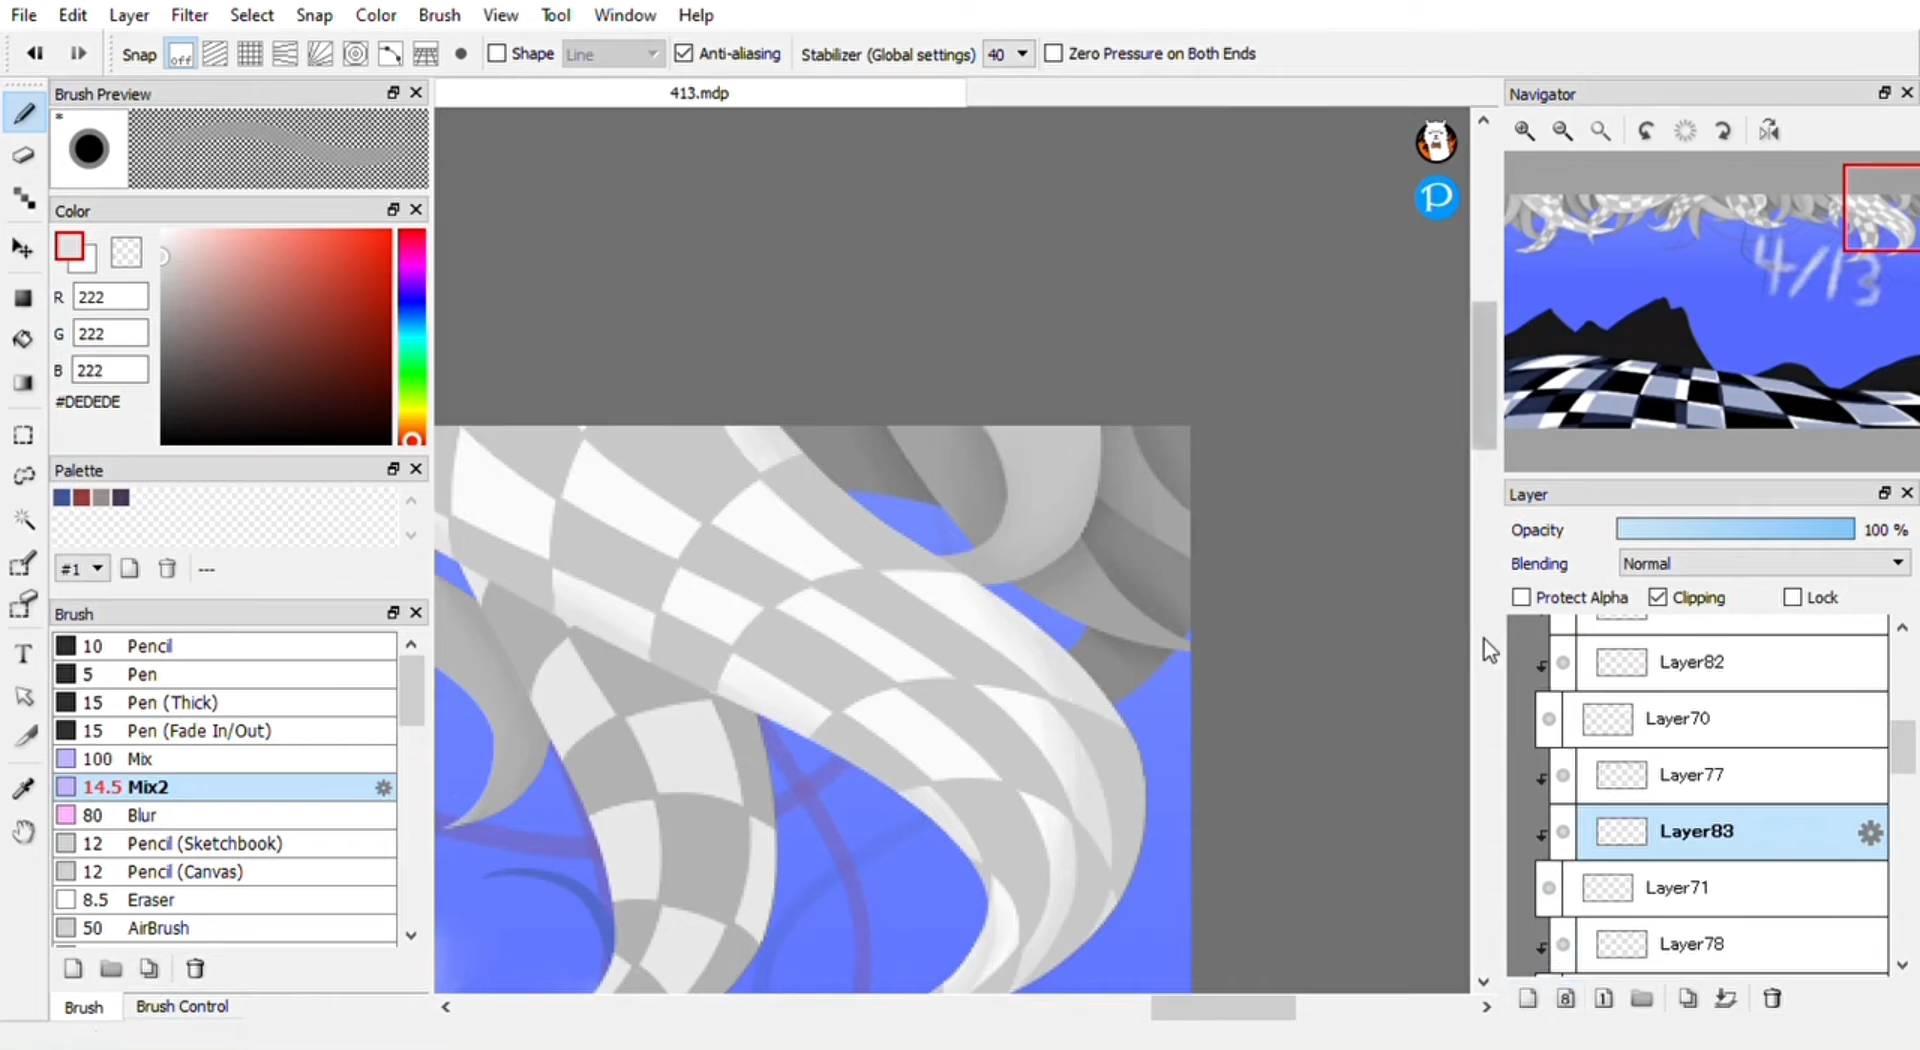 File Edit Layer Filter Select Snap Color Brush View Tool Window Help
Snap off Shape Line Anti-aliasing Stabilizer (Global settings) 40 Zero Pressure on Both Ends
Brush Preview
*
Color
R 222
G 222
B 222
#DEDEDE
Palette
#1 ---
Brush
10 Pencil
5 Pen
15 Pen (Thick)
15 Pen (Fade In/Out)
100 Mix
14.5 Mix2
80 Blur
12 Pencil (Sketchbook)
12 Pencil (Canvas)
8.5 Eraser
50 AirBrush
Brush Brush Control
413.mdp
P
Navigator
4/13
Layer
Opacity 100 %
Blending Normal
Protect Alpha Clipping Lock
Layer82
Layer70
Layer77
Layer83
Layer71
Layer78
8 1